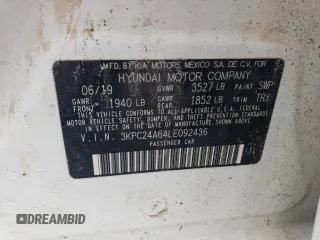 MFD. BY KIA MOTORS MEXICO S.A. DE C.V. FOR
HYUNDAI MOTOR COMPANY
06/19 GVWR 3527 LB PAINT SWP
GAWR FRONT 1940 LB GAWR REAR 1852 LB TRIM TRY
THIS VEHICLE CONFORMS TO ALL APPLICABLE U.S. FEDERAL
MOTOR VEHICLE SAFETY, BUMPER, AND THEFT PREVENTION
STANDARDS IN EFFECT ON THE DATE OF MANUFACTURE SHOWN ABOVE.
V.I.N. 3KPC24A64LE092436
PASSENGER CAR
© DealerCenter AutoCheck